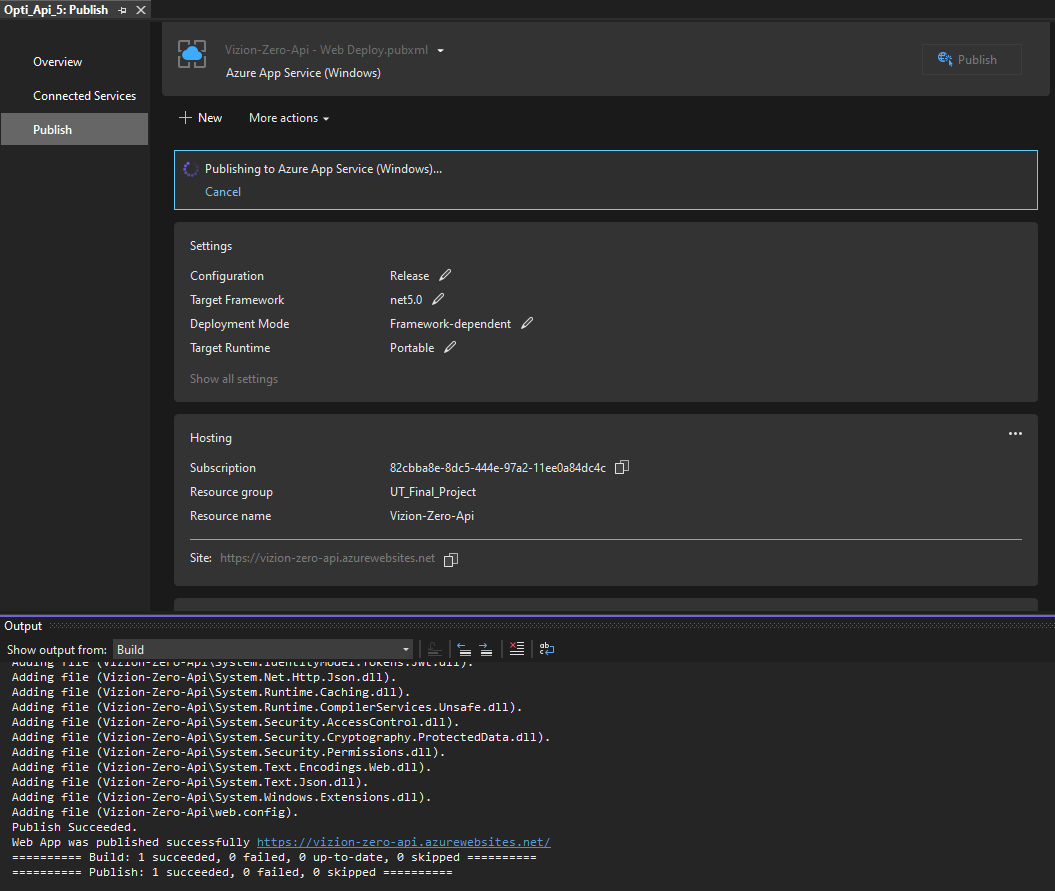 Opti_Api_5: Publish
Overview
Connected Services
Publish
Vizion-Zero-Api - Web Deploy.pubxml
Azure App Service (Windows)
Publish
New
More actions
Publishing to Azure App Service (Windows)...
Cancel
Settings
Configuration Release
Target Framework net5.0
Deployment Mode Framework-dependent
Target Runtime Portable
Show all settings
Hosting
Subscription 82cbba8e-8dc5-444e-97a2-11ee0a84dc4c
Resource group UT_Final_Project
Resource name Vizion-Zero-Api
Site: https://vizion-zero-api.azurewebsites.net
Output
Show output from: Build
Adding file (Vizion-Zero-Api\System.IdentityModel.Tokens.Jwt.dll).
Adding file (Vizion-Zero-Api\System.Net.Http.Json.dll).
Adding file (Vizion-Zero-Api\System.Runtime.Caching.dll).
Adding file (Vizion-Zero-Api\System.Runtime.CompilerServices.Unsafe.dll).
Adding file (Vizion-Zero-Api\System.Security.AccessControl.dll).
Adding file (Vizion-Zero-Api\System.Security.Cryptography.ProtectedData.dll).
Adding file (Vizion-Zero-Api\System.Security.Permissions.dll).
Adding file (Vizion-Zero-Api\System.Text.Encodings.Web.dll).
Adding file (Vizion-Zero-Api\System.Text.Json.dll).
Adding file (Vizion-Zero-Api\System.Windows.Extensions.dll).
Adding file (Vizion-Zero-Api\web.config).
Publish Succeeded.
Web App was published successfully https://vizion-zero-api.azurewebsites.net/
========== Build: 1 succeeded, 0 failed, 0 up-to-date, 0 skipped ==========
========== Publish: 1 succeeded, 0 failed, 0 skipped ==========